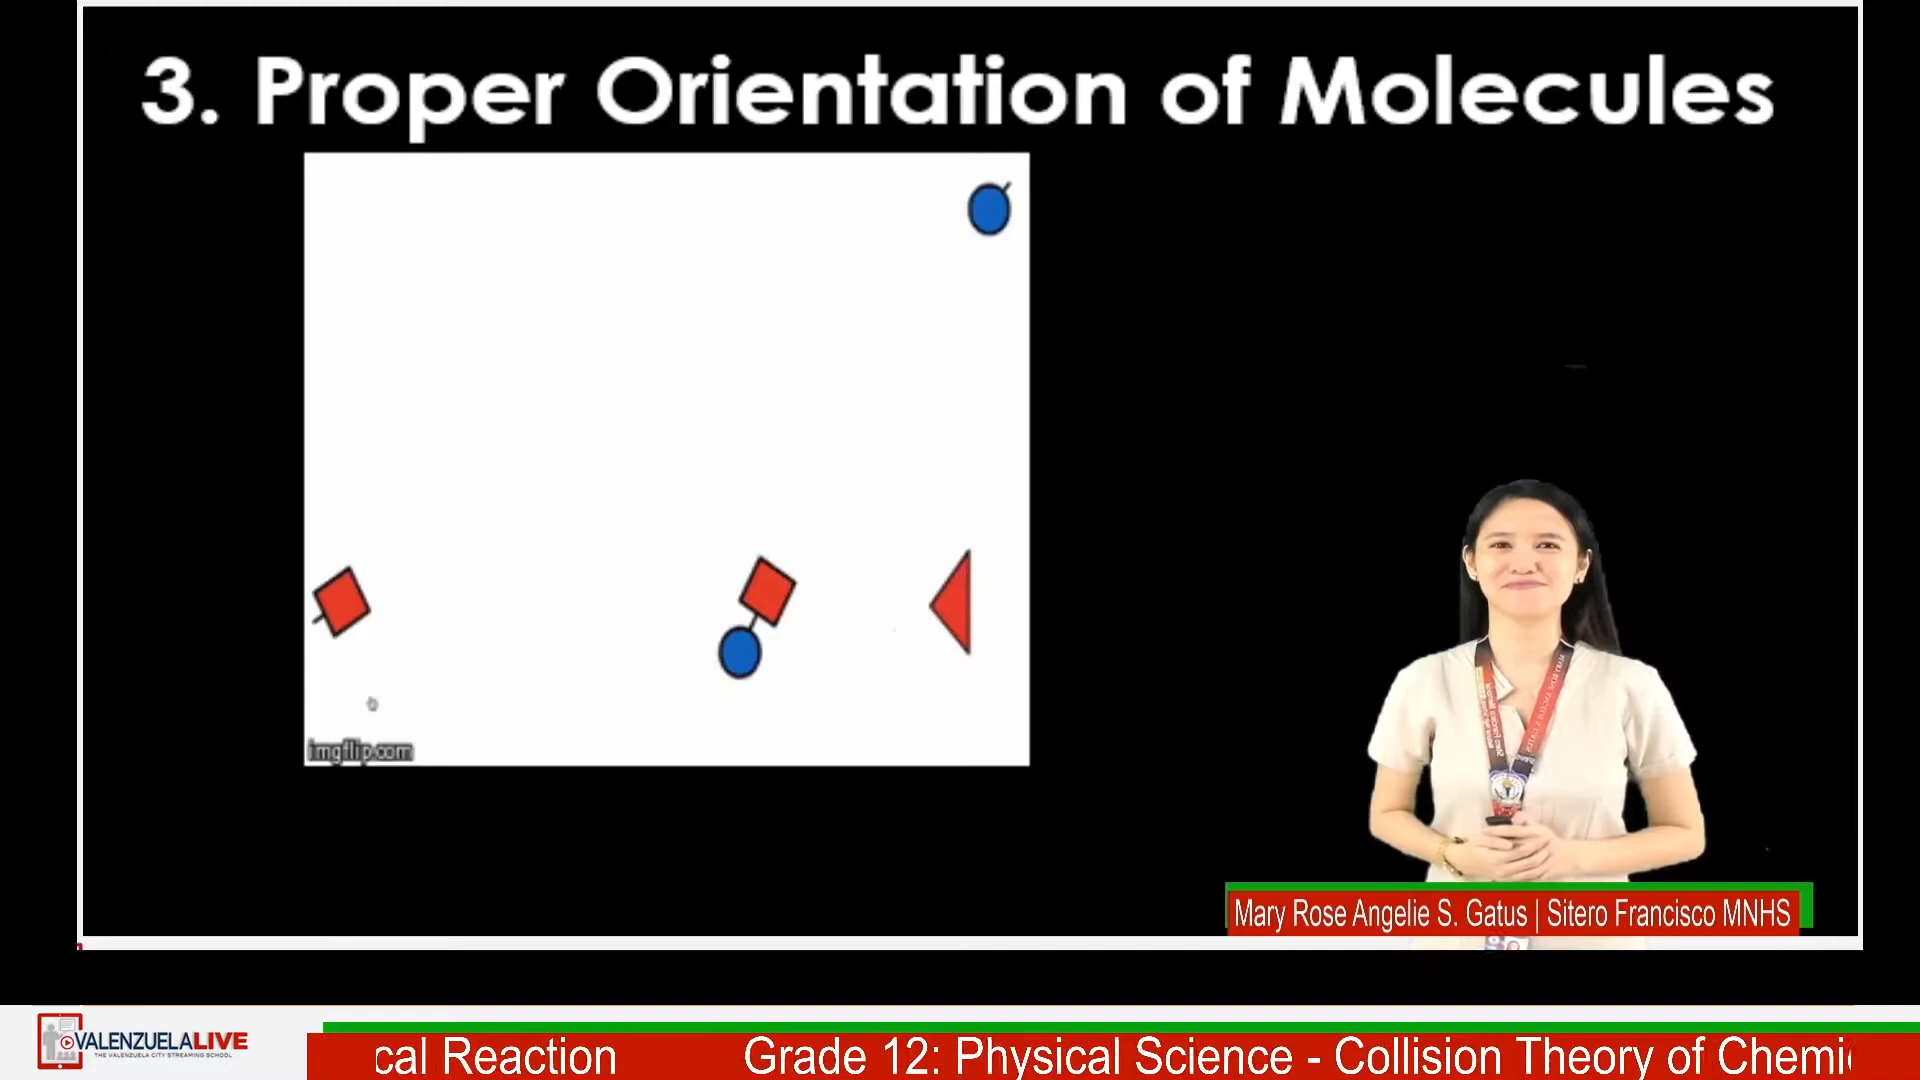 3. Proper Orientation of Molecules
imgflip.com
Mary Rose Angelie S. Gatus | Sitero Francisco MNHS
VALENZUELALIVE
THE VALENZUELA CITY STREAMING SCHOOL
cal Reaction Grade 12: Physical Science - Collision Theory of Chemi